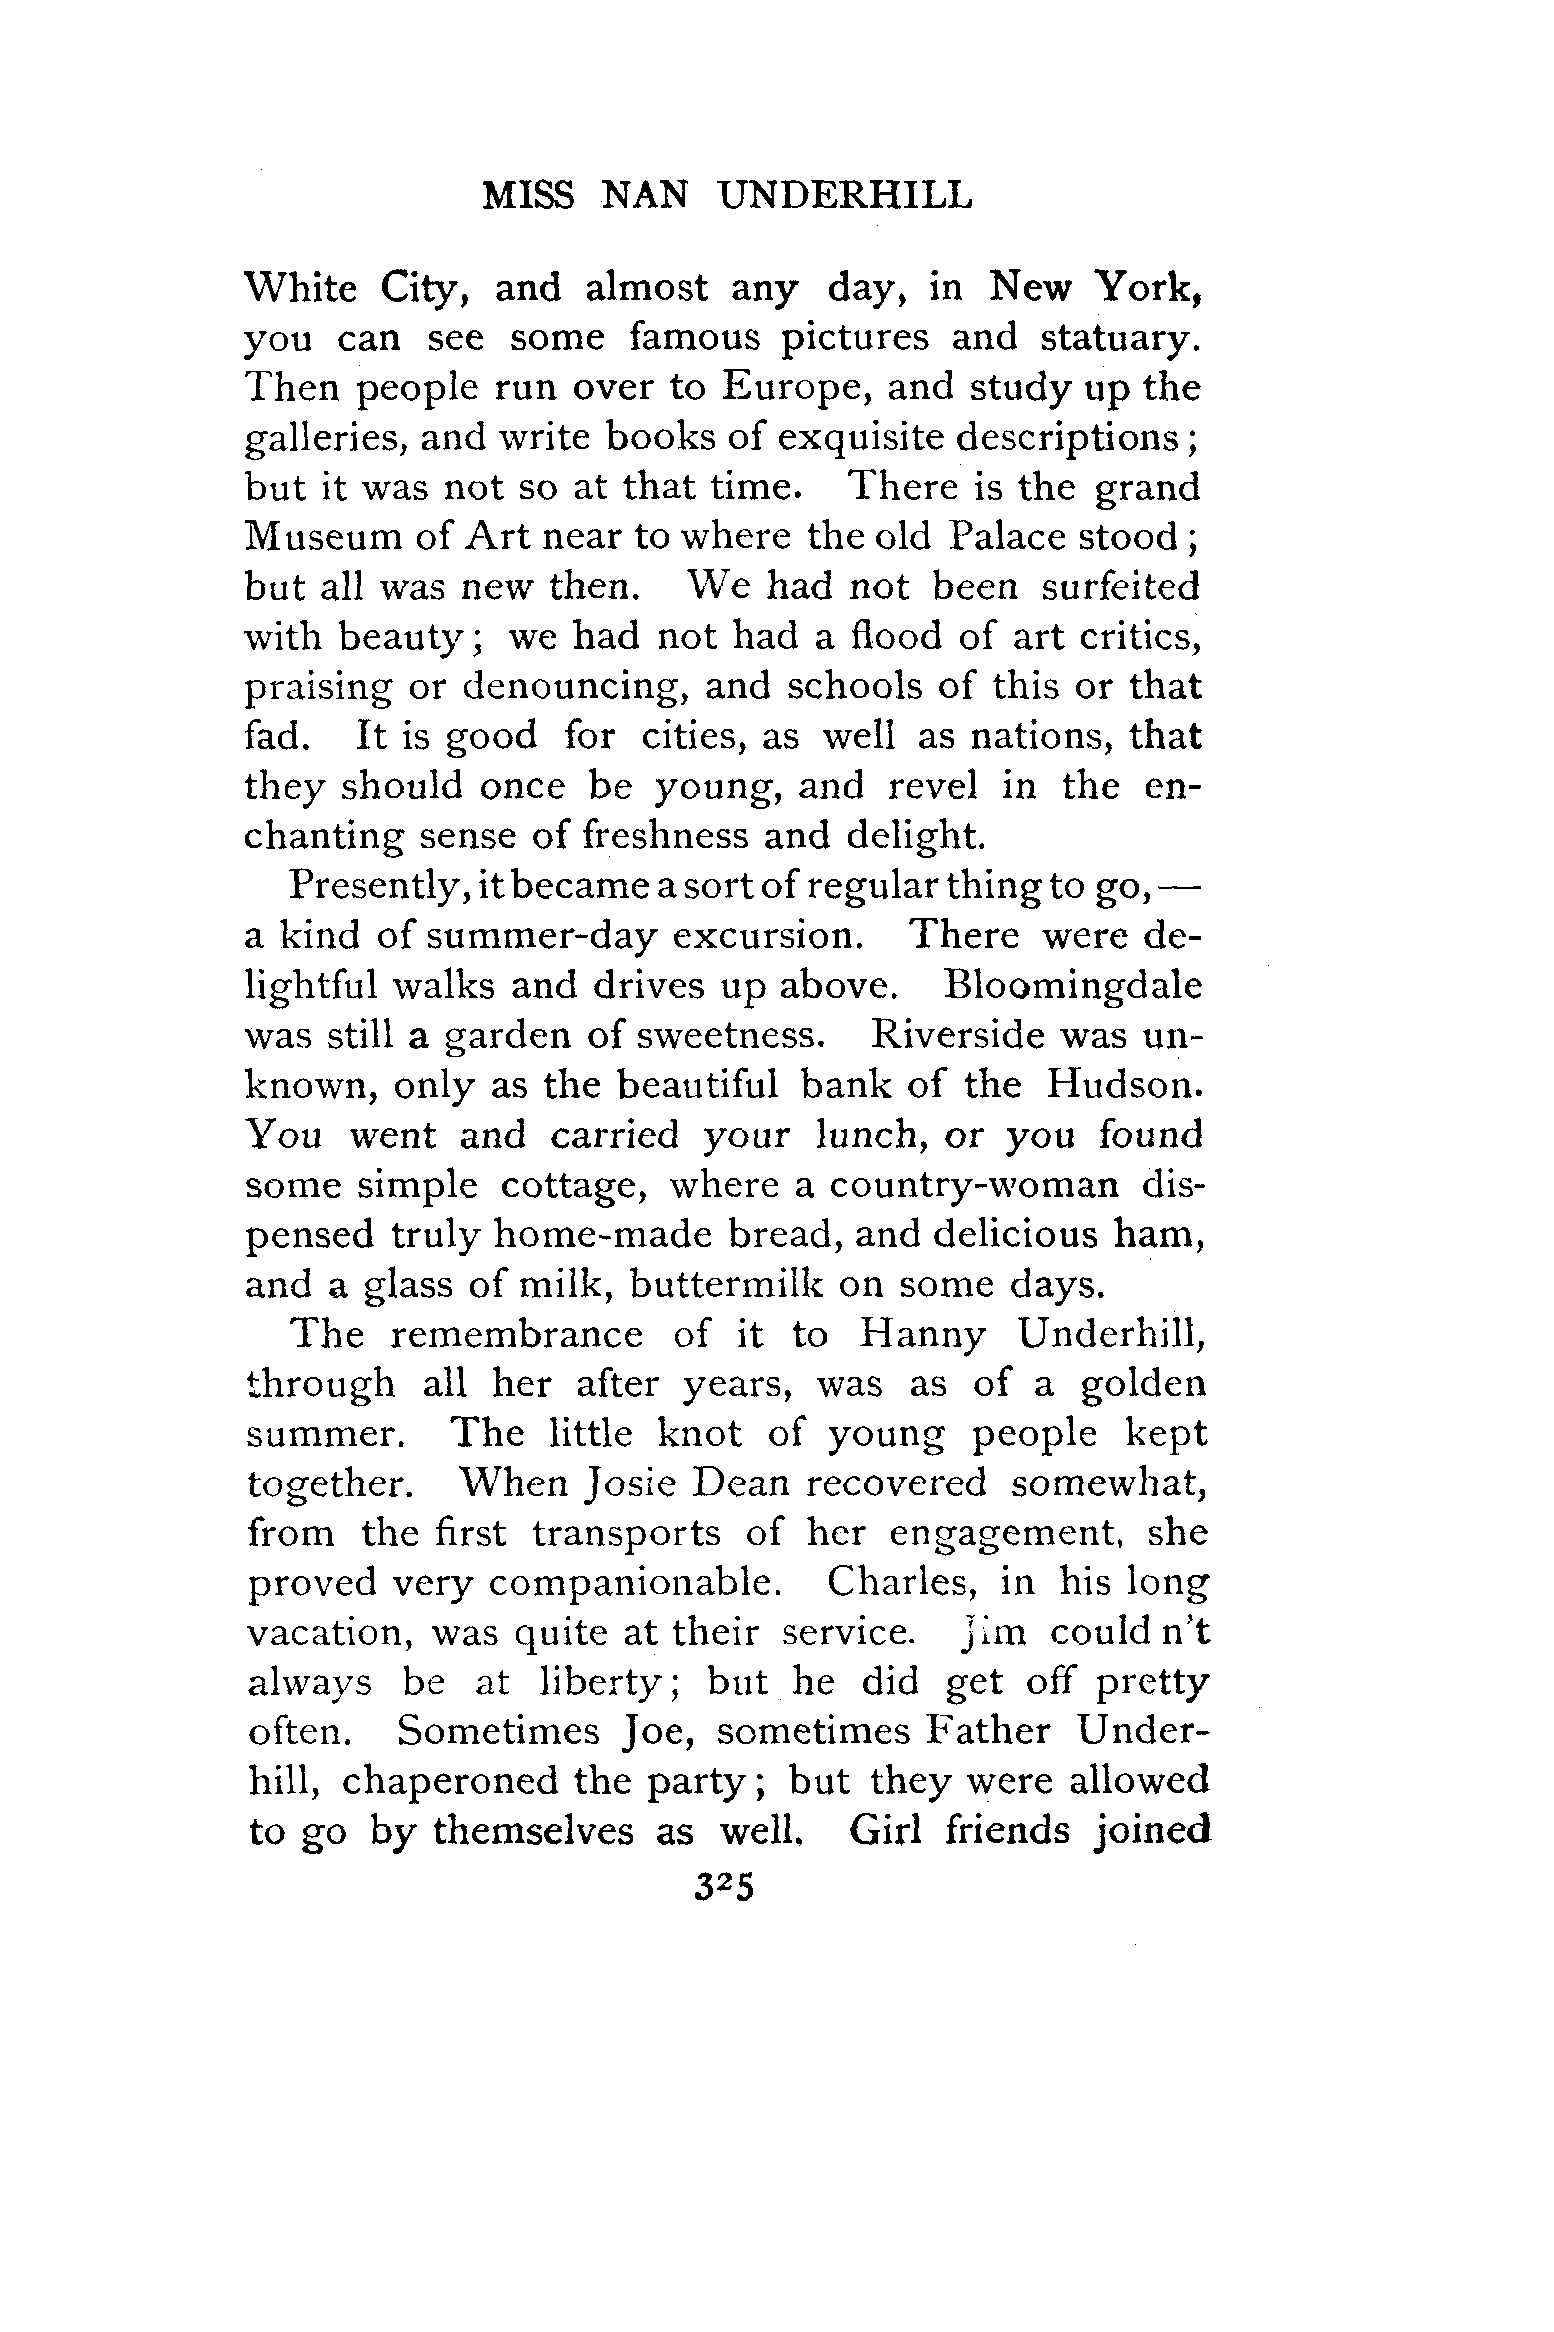 MISS NAN UNDERHILL
White City, and almost any day, in New York,
you can see some famous pictures and statuary.
Then people run over to Europe, and study up the
galleries, and write books of exquisite descriptions;
but it was not so at that time. There is the grand
Museum of Art near to where the old Palace stood;
but all was new then. We had not been surfeited
with beauty; we had not had a flood of art critics,
praising or denouncing, and schools of this or that
fad. It is good for cities, as well as nations, that
they should once be young, and revel in the en-
chanting sense of freshness and delight.
Presently, it became a sort of regular thing to go,—
a kind of summer-day excursion. There were de-
lightful walks and drives up above. Bloomingdale
was still a garden of sweetness. Riverside was un-
known, only as the beautiful bank of the Hudson.
You went and carried your lunch, or you found
some simple cottage, where a country-woman dis-
pensed truly home-made bread, and delicious ham,
and a glass of milk, buttermilk on some days.
The remembrance of it to Hanny Underhill,
through all her after years, was as of a golden
summer. The little knot of young people kept
together. When Josie Dean recovered somewhat,
from the first transports of her engagement, she
proved very companionable. Charles, in his long
vacation, was quite at their service. Jim could n't
always be at liberty; but he did get off pretty
often. Sometimes Joe, sometimes Father Under-
hill, chaperoned the party; but they were allowed
to go by themselves as well. Girl friends joined
325